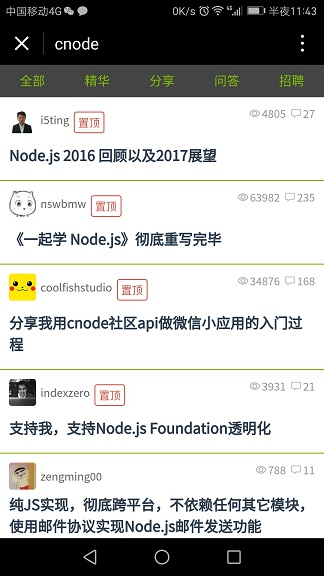 中国移动4G 0K/s 4G 半夜11:43
cnode
全部 精华 分享 问答 招聘
i5ting 置顶 4805 27
Node.js 2016 回顾以及2017展望
nswbmw 置顶 63982 235
《一起学 Node.js》彻底重写完毕
coolfishstudio 置顶 34876 168
分享我用cnode社区api做微信小应用的入门过
程
indexzero 置顶 3931 21
支持我，支持Node.js Foundation透明化
zengming00 788 11
纯JS实现，彻底跨平台，不依赖任何其它模块，
使用邮件协议实现Node.js邮件发送功能